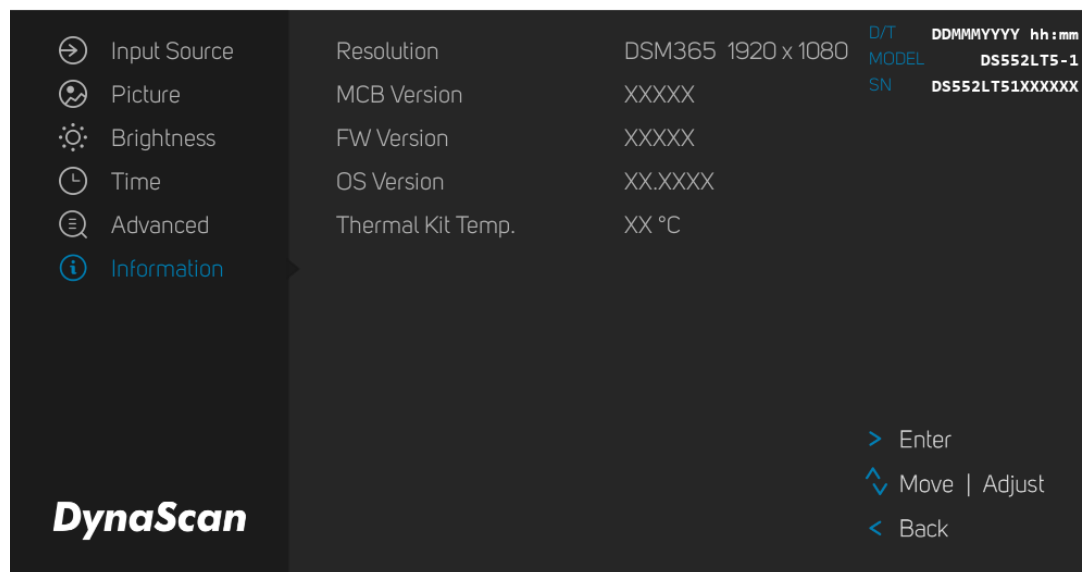 Input Source
Picture
Brightness
Time
Advanced
Information
DynaScan
Resolution DSM365 1920 x 1080
MCB Version XXXXX
FW Version XXXXX
OS Version XX.XXXX
Thermal Kit Temp. XX °C
D/T DDMMMYYYY hh:mm
MODEL DS552LT5-1
SN DS552LT51XXXXXX
> Enter
Move | Adjust
< Back